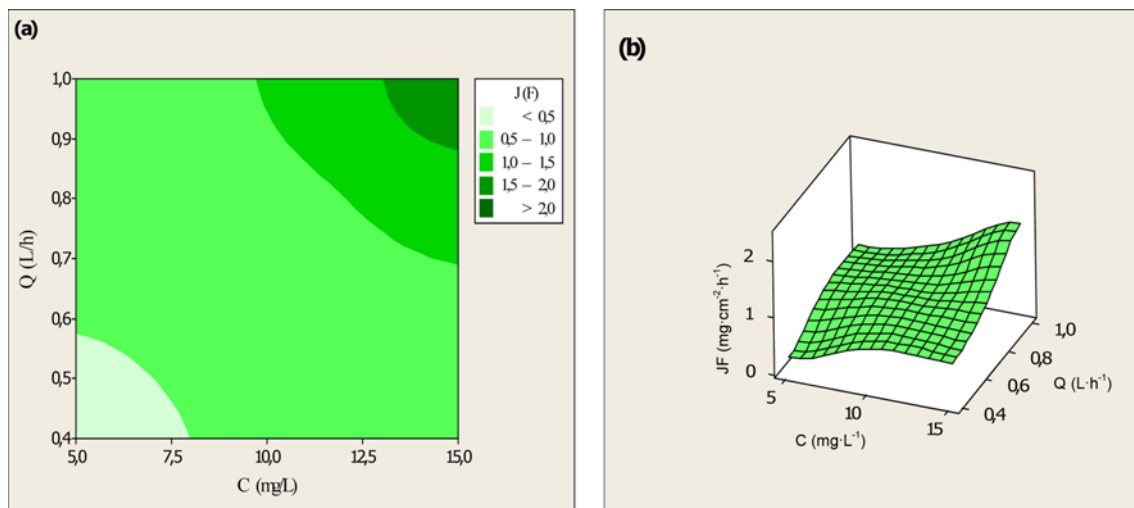 (a)
1,0
0,9
0,8
0,7
0,6
0,5
0,4
Q (L/h)
5,0 7,5 10,0 12,5 15,0
C (mg/L)
J(F)
< 0,5
0,5 – 1,0
1,0 – 1,5
1,5 – 2,0
> 2,0
(b)
2
1
0
JF (mg·cm⁻²·h⁻¹)
5 10 15
C (mg·L⁻¹)
1,0
0,8
0,6
0,4
Q (L·h⁻¹)